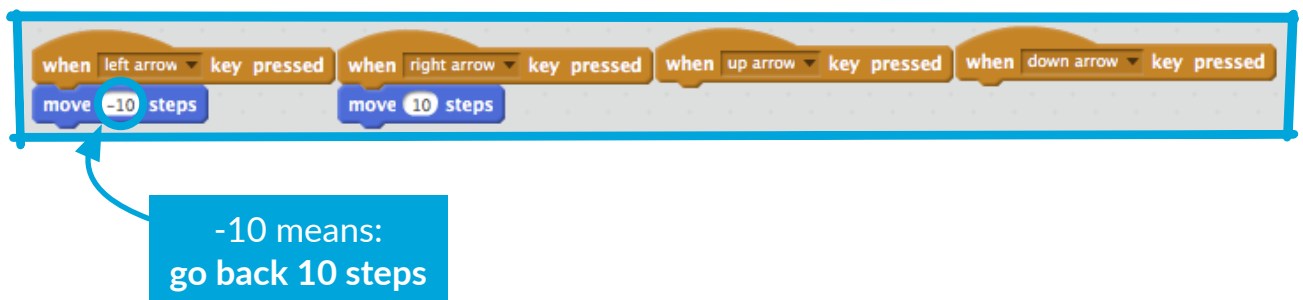 when left arrow key pressed
move -10 steps
when right arrow key pressed
move 10 steps
when up arrow key pressed
when down arrow key pressed
-10 means:
go back 10 steps